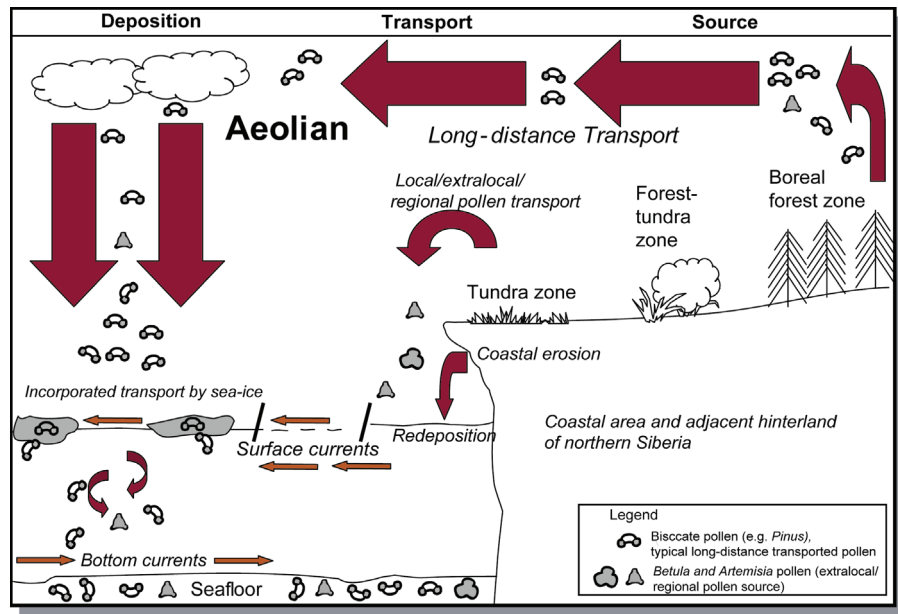 Deposition
Transport
Source
Aeolian
Long-distance Transport
Local/extralocal/
regional pollen transport
Forest-
tundra
zone
Boreal
forest zone
Tundra zone
Coastal erosion
Incorporated transport by sea-ice
Redeposition
Surface currents
Coastal area and adjacent hinterland
of northern Siberia
Bottom currents
Seafloor
Legend
Bisccate pollen (e.g. Pinus),
typical long-distance transported pollen
Betula and Artemisia pollen (extralocal/
regional pollen source)